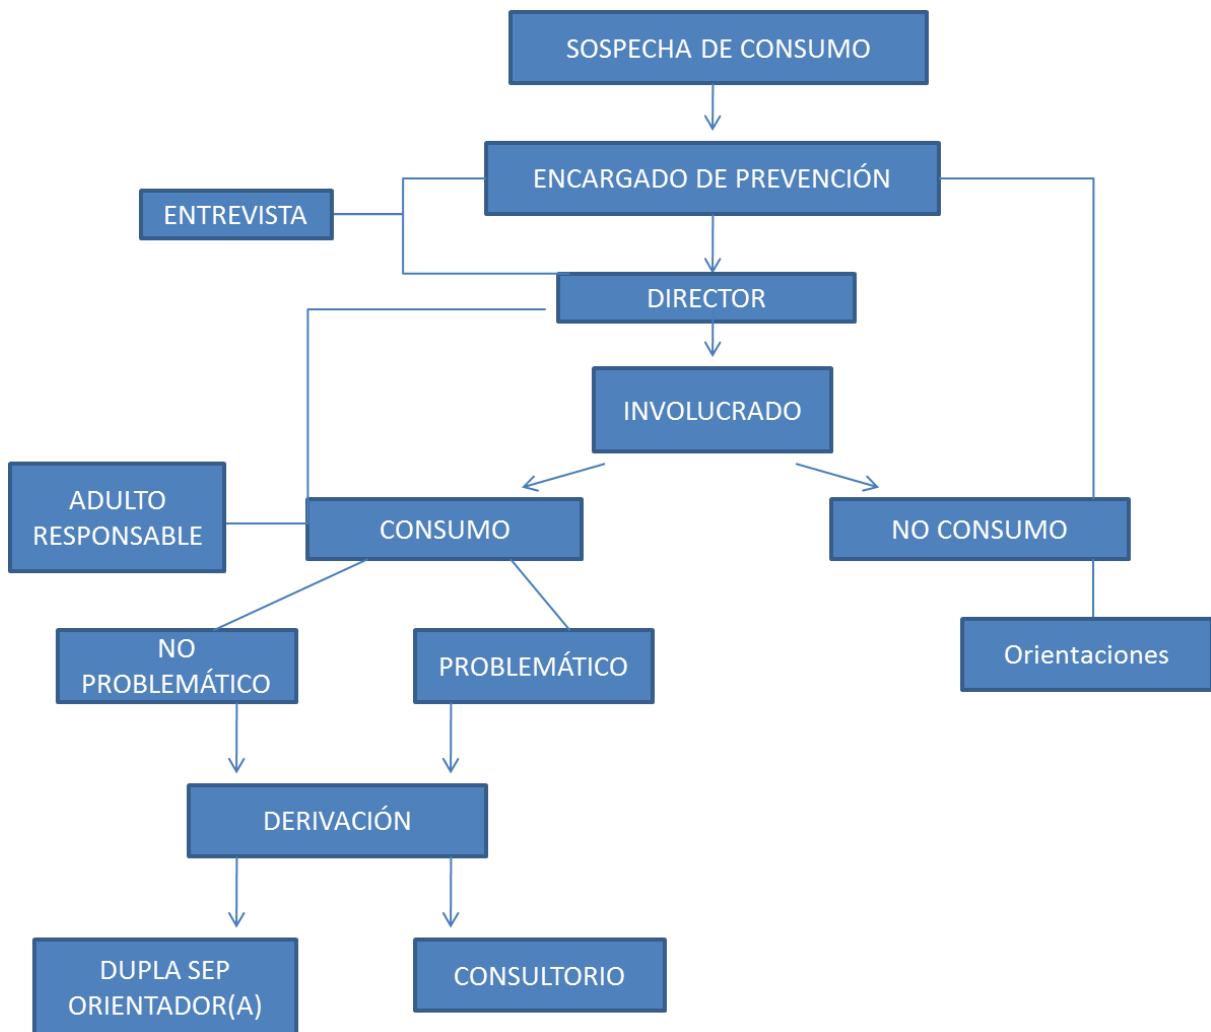 SOSPECHA DE CONSUMO
ENCARGADO DE PREVENCIÓN
ENTREVISTA
DIRECTOR
INVOLUCRADO
ADULTO
RESPONSABLE
CONSUMO
NO CONSUMO
NO
PROBLEMÁTICO
PROBLEMÁTICO
Orientaciones
DERIVACIÓN
DUPLA SEP
ORIENTADOR(A)
CONSULTORIO